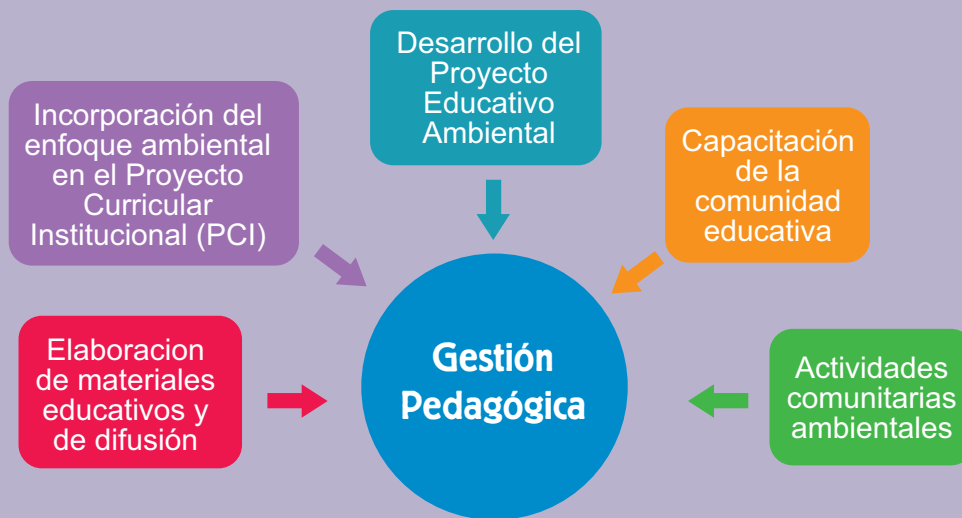 Desarrollo del
Proyecto
Educativo
Ambiental
Incorporación del
enfoque ambiental
en el Proyecto
Curricular
Institucional (PCI)
Capacitación
de la
comunidad
educativa
Elaboracion
de materiales
educativos y
de difusión
Gestión
Pedagógica
Actividades
comunitarias
ambientales